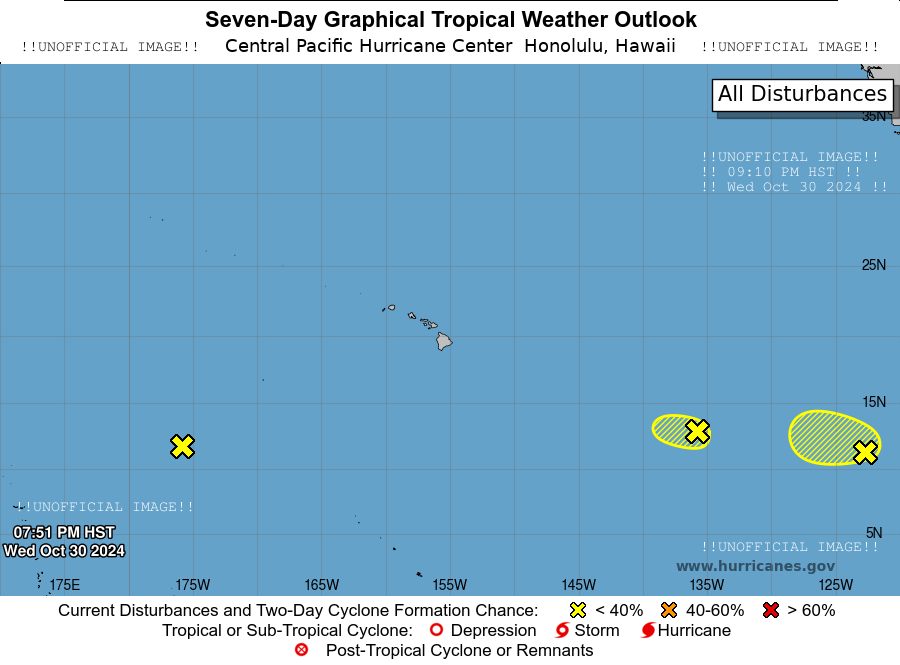 Seven-Day Graphical Tropical Weather Outlook
!!UNOFFICIAL IMAGE!! Central Pacific Hurricane Center Honolulu, Hawaii !!UNOFFICIAL IMAGE!!
All Disturbances
35N
!!UNOFFICIAL IMAGE!!
!! 09:10 PM HST !!
!! Wed Oct 30 2024 !!
25N
15N
!!UNOFFICIAL IMAGE!!
07:51 PM HST
Wed Oct 30 2024
5N
!!UNOFFICIAL IMAGE!!
www.hurricanes.gov
175E 175W 165W 155W 145W 135W 125W
Current Disturbances and Two-Day Cyclone Formation Chance: < 40% 40-60% > 60%
Tropical or Sub-Tropical Cyclone: Depression Storm Hurricane
Post-Tropical Cyclone or Remnants